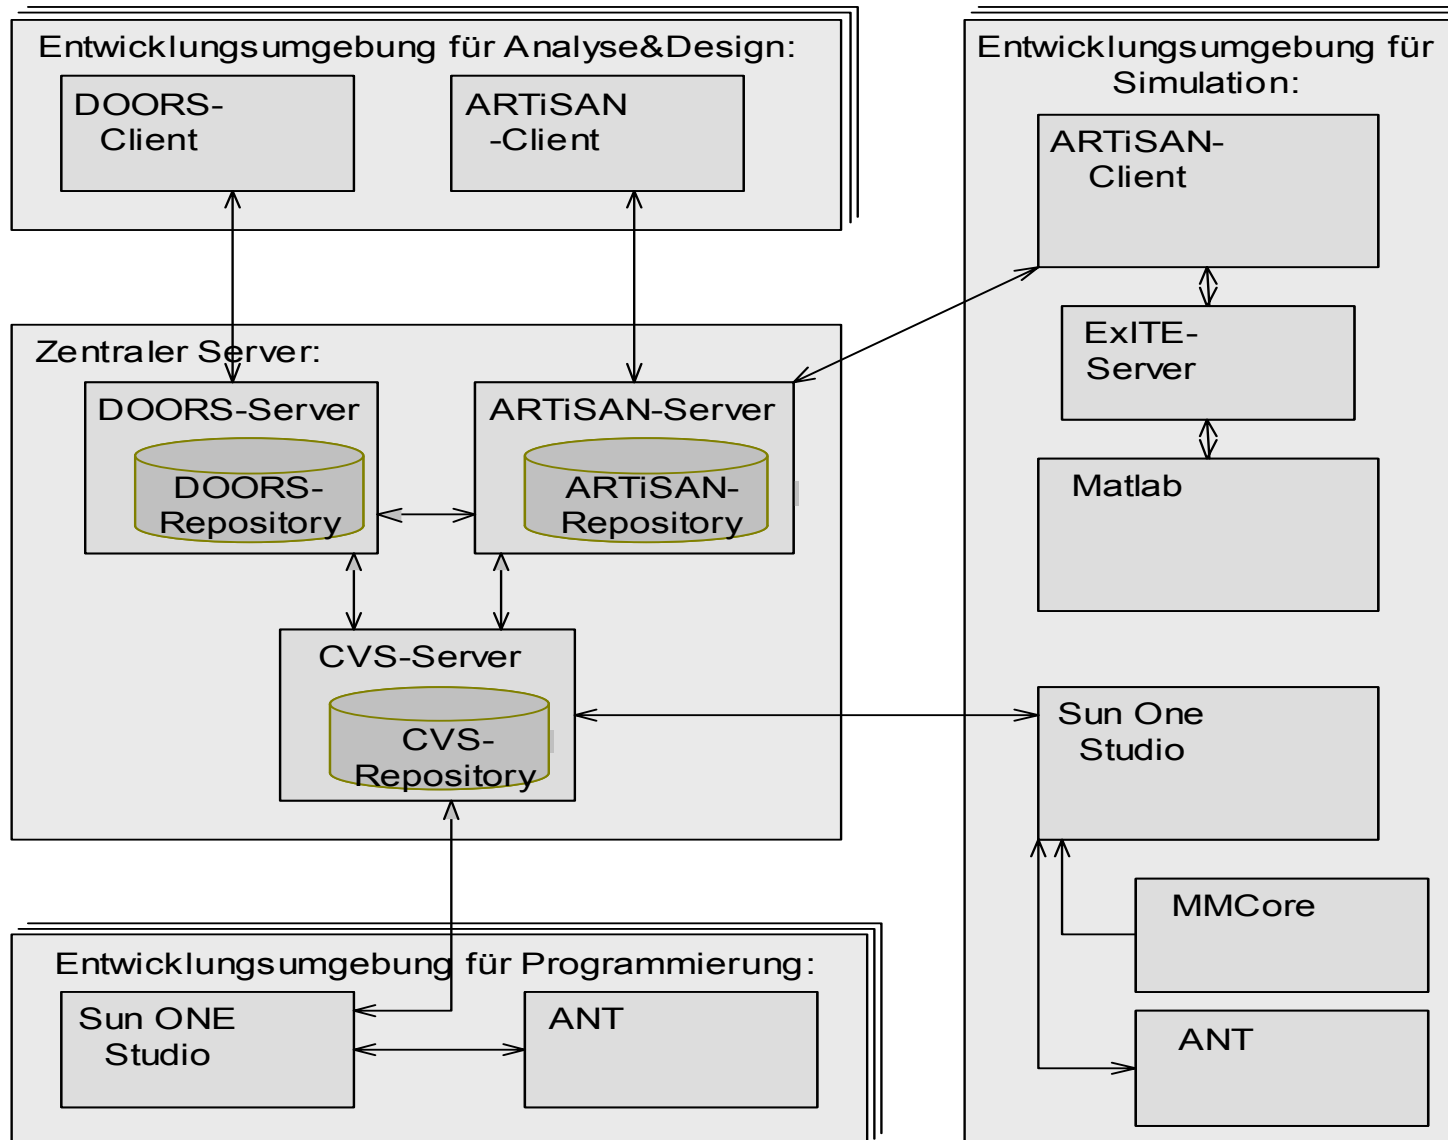 Entwicklungsumgebung für Analyse&Design:
DOORS-
Client
ARTiSAN
-Client
Zentraler Server:
DOORS-Server
DOORS-
Repository
ARTiSAN-Server
ARTiSAN-
Repository
CVS-Server
CVS-
Repository
Entwicklungsumgebung für Programmierung:
Sun ONE
Studio
ANT
Entwicklungsumgebung für
Simulation:
ARTiSAN-
Client
ExITE-
Server
Matlab
Sun One
Studio
MMCore
ANT